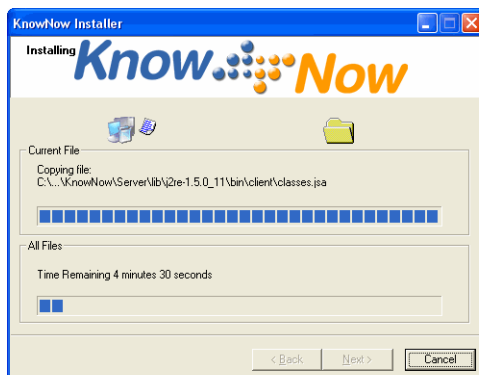 KnowNow Installer
Installing
Know Now
Current File
Copying file:
C:\...\KnowNow\Server\lib\j2re-1.5.0_11\bin\client\classes.jsa
All Files
Time Remaining 4 minutes 30 seconds
< Back Next > Cancel